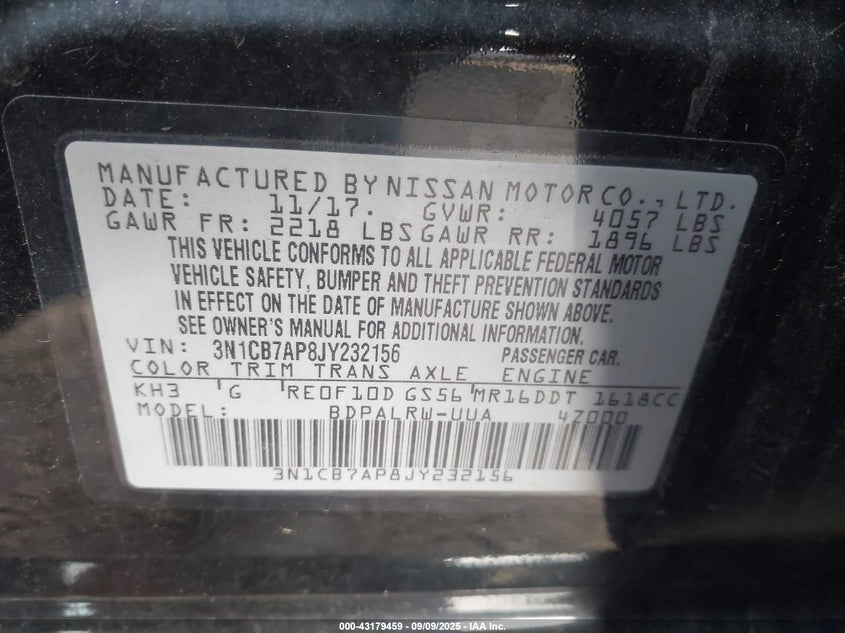 MANUFACTURED BY NISSAN MOTOR CO., LTD.
DATE: 11/17. GVWR: 4057 LBS
GAWR FR: 2218 LBS GAWR RR: 1896 LBS
THIS VEHICLE CONFORMS TO ALL APPLICABLE FEDERAL MOTOR
VEHICLE SAFETY, BUMPER AND THEFT PREVENTION STANDARDS
IN EFFECT ON THE DATE OF MANUFACTURE SHOWN ABOVE.
SEE OWNER'S MANUAL FOR ADDITIONAL INFORMATION.
VIN: 3N1CB7AP8JY232156 PASSENGER CAR.
COLOR TRIM TRANS AXLE ENGINE
KH3 G RE0F10D GS56 MR16DDT 1618CC
MODEL: BDPALRW-UUA 4Z000
3N1CB7AP8JY232156
000-43179459 - 09/09/2025 - IAA Inc.